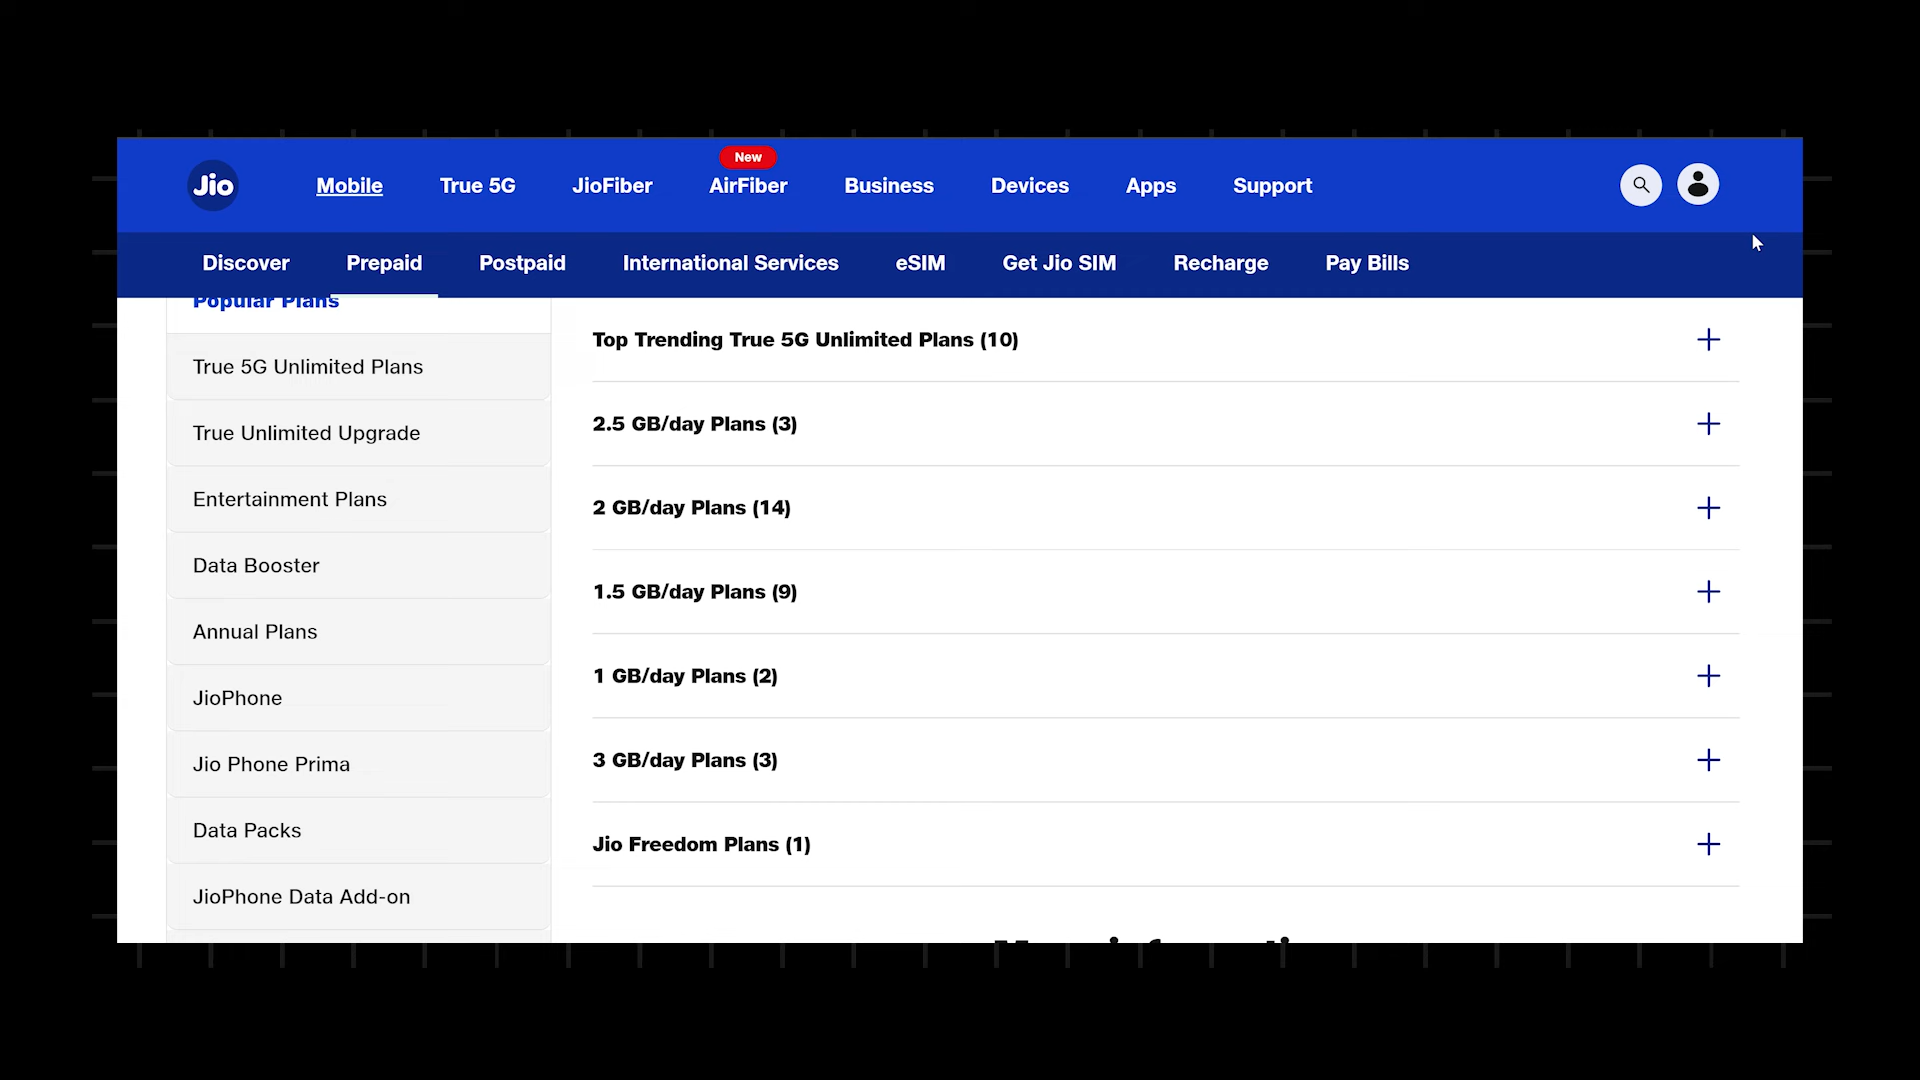 New
Jio
Mobile
True 5G
JioFiber
AirFiber
Business
Devices
Apps
Support
Discover
Prepaid
Postpaid
International Services
eSIM
Get Jio SIM
Recharge
Pay Bills
Popular Plans
True 5G Unlimited Plans
True Unlimited Upgrade
Entertainment Plans
Data Booster
Annual Plans
JioPhone
Jio Phone Prima
Data Packs
JioPhone Data Add-on
Top Trending True 5G Unlimited Plans (10)
2.5 GB/day Plans (3)
2 GB/day Plans (14)
1.5 GB/day Plans (9)
1 GB/day Plans (2)
3 GB/day Plans (3)
Jio Freedom Plans (1)